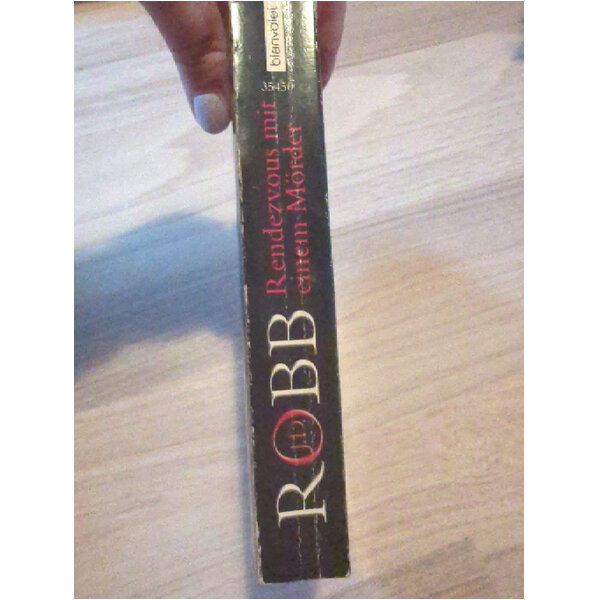 J.D.
ROBB
Rendezvous mit
einem Mörder
35450
blanvalet